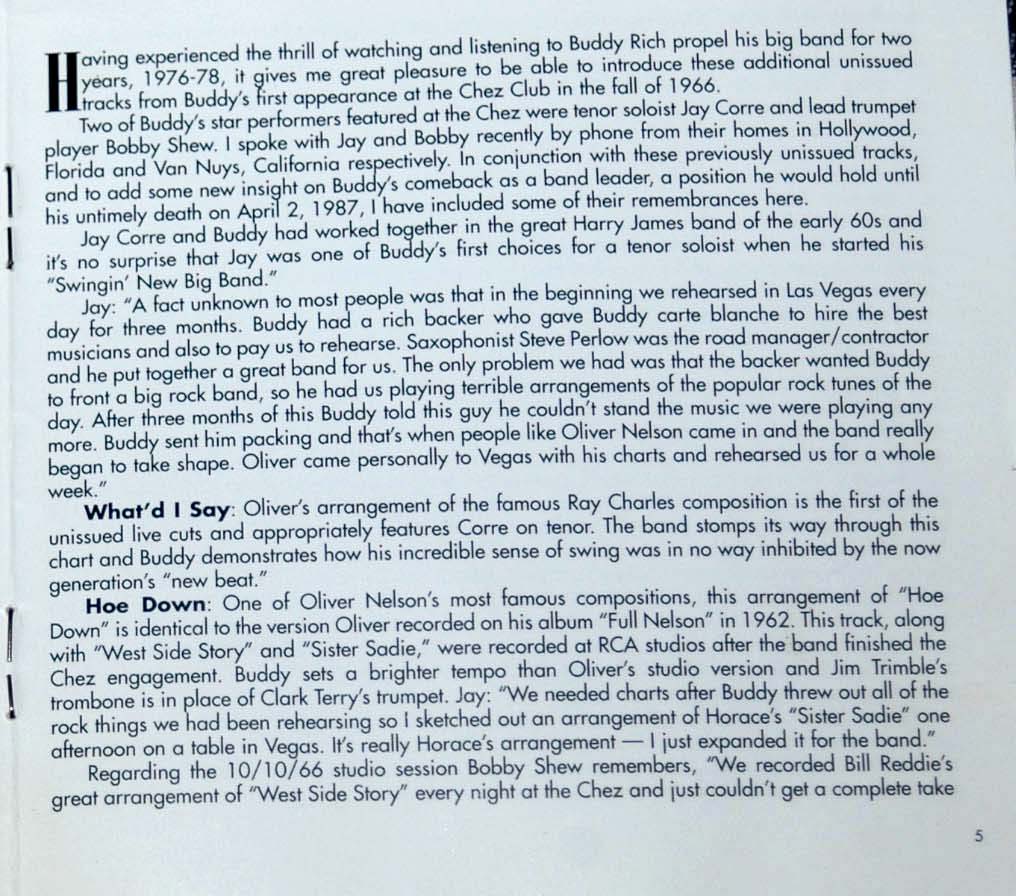 Having experienced the thrill of watching and listening to Buddy Rich propel his big band for two
years, 1976-78, it gives me great pleasure to be able to introduce these additional unissued
tracks from Buddy's first appearance at the Chez Club in the fall of 1966.
Two of Buddy's star performers featured at the Chez were tenor soloist Jay Corre and lead trumpet
player Bobby Shew. I spoke with Jay and Bobby recently by phone from their homes in Hollywood,
Florida and Van Nuys, California respectively. In conjunction with these previously unissued tracks,
and to add some new insight on Buddy's comeback as a band leader, a position he would hold until
his untimely death on April 2, 1987, I have included some of their remembrances here.
Jay Corre and Buddy had worked together in the great Harry James band of the early 60s and
it's no surprise that Jay was one of Buddy's first choices for a tenor soloist when he started his
"Swingin' New Big Band."
Jay: "A fact unknown to most people was that in the beginning we rehearsed in Las Vegas every
day for three months. Buddy had a rich backer who gave Buddy carte blanche to hire the best
musicians and also to pay us to rehearse. Saxophonist Steve Perlow was the road manager/contractor
and he put together a great band for us. The only problem we had was that the backer wanted Buddy
to front a big rock band, so he had us playing terrible arrangements of the popular rock tunes of the
day. After three months of this Buddy told this guy he couldn't stand the music we were playing any
more. Buddy sent him packing and that's when people like Oliver Nelson came in and the band really
began to take shape. Oliver came personally to Vegas with his charts and rehearsed us for a whole
week."
What'd I Say: Oliver's arrangement of the famous Ray Charles composition is the first of the
unissued live cuts and appropriately features Corre on tenor. The band stomps its way through this
chart and Buddy demonstrates how his incredible sense of swing was in no way inhibited by the now
generation's "new beat."
Hoe Down: One of Oliver Nelson's most famous compositions, this arrangement of "Hoe
Down" is identical to the version Oliver recorded on his album "Full Nelson" in 1962. This track, along
with "West Side Story" and "Sister Sadie," were recorded at RCA studios after the band finished the
Chez engagement. Buddy sets a brighter tempo than Oliver's studio version and Jim Trimble's
trombone is in place of Clark Terry's trumpet. Jay: "We needed charts after Buddy threw out all of the
rock things we had been rehearsing so I sketched out an arrangement of Horace's "Sister Sadie" one
afternoon on a table in Vegas. It's really Horace's arrangement — I just expanded it for the band."
Regarding the 10/10/66 studio session Bobby Shew remembers, "We recorded Bill Reddie's
great arrangement of "West Side Story" every night at the Chez and just couldn't get a complete take
5